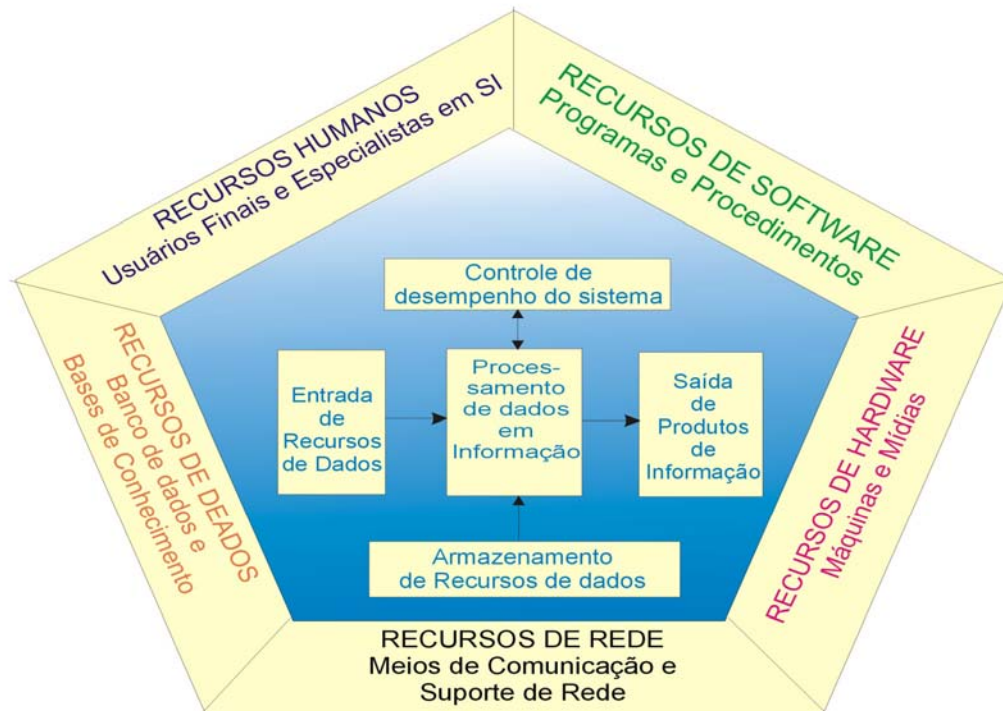 RECURSOS HUMANOS
Usuários Finais e Especialistas em SI
RECURSOS DE SOFTWARE
Programas e Procedimentos
RECURSOS DE DEADOS
Banco de dados e
Bases de Conhecimento
Controle de
desempenho do sistema
Entrada
de
Recursos
de Dados
Proces-
samento
de dados
em
Informação
Saída
de
Produtos
de
Informação
Armazenamento
de Recursos de dados
RECURSOS DE HARDWARE
Máquinas e Mídias
RECURSOS DE REDE
Meios de Comunicação e
Suporte de Rede